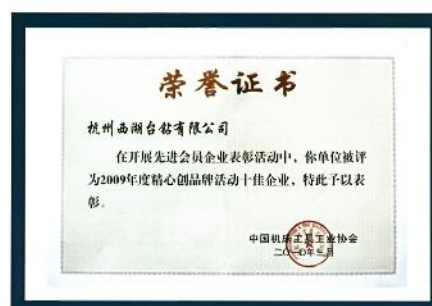 荣誉证书
杭州西湖台钻有限公司
在开展先进会员企业表彰活动中，你单位被评
为2009年度精心创品牌活动十佳企业，特此予以表
彰。
中国机床工具工业协会
二〇一〇年三月